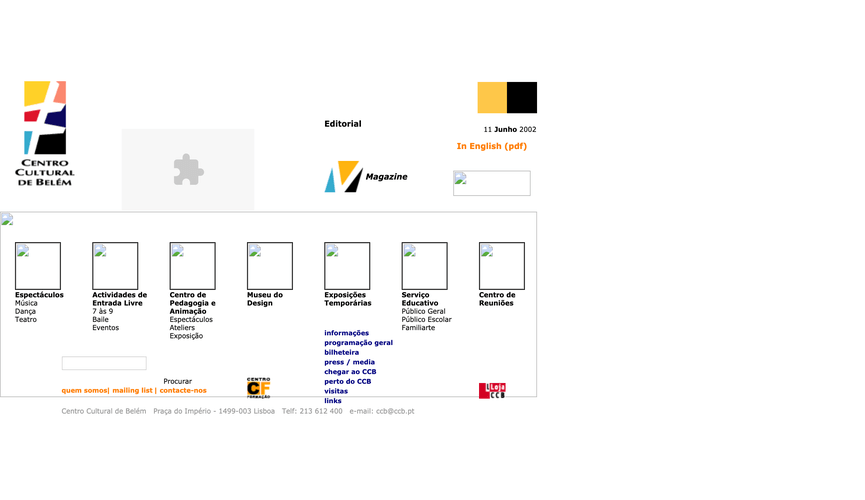 CENTRO
CULTURAL
DE BELÉM
Editorial
11 Junho 2002
In English (pdf)
Magazine
Espectáculos
Música
Dança
Teatro
Actividades de
Entrada Livre
7 às 9
Baile
Eventos
Centro de
Pedagogia e
Animação
Espectáculos
Ateliers
Exposição
Museu do
Design
Exposições
Temporárias
Serviço
Educativo
Público Geral
Público Escolar
Familiarte
Centro de
Reuniões
informações
programação geral
bilheteira
press / media
chegar ao CCB
perto do CCB
visitas
links
Procurar
quem somos| mailing list | contacte-nos
CENTRO
CF
FORMAÇÃO
Loja
CCB
Centro Cultural de Belém Praça do Império - 1499-003 Lisboa Telf: 213 612 400 e-mail: ccb@ccb.pt